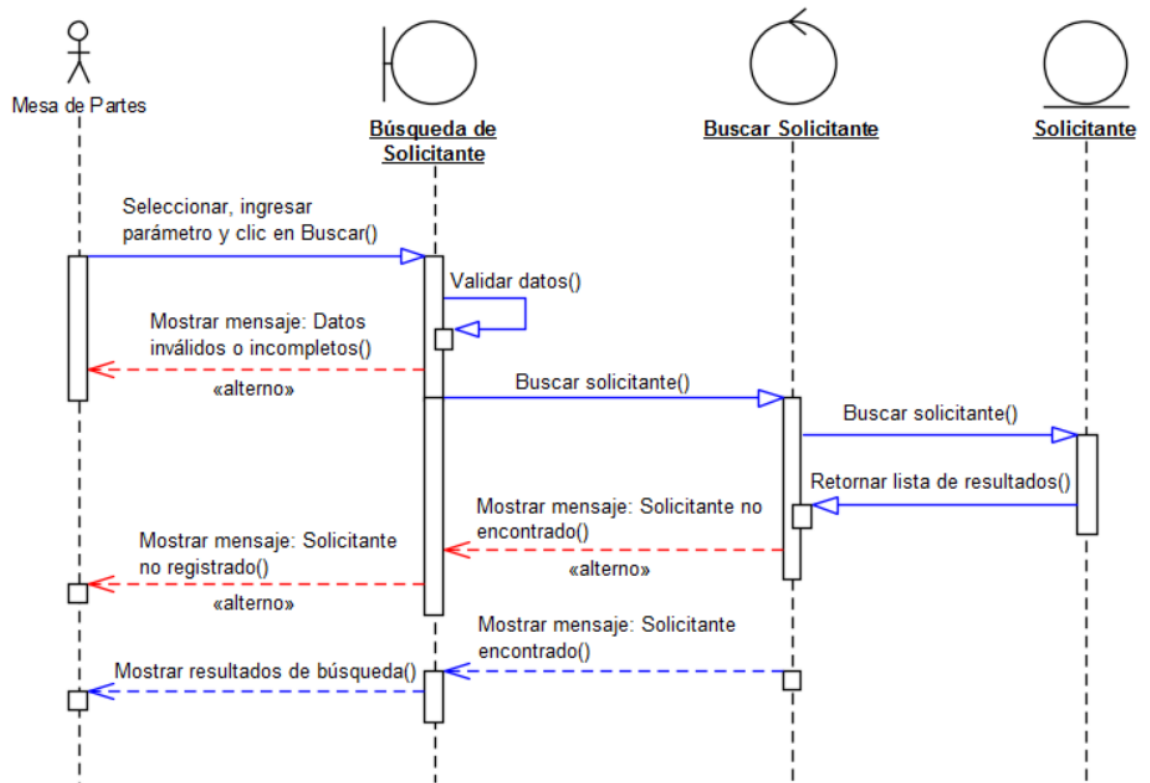 Mesa de Partes
Búsqueda de
Solicitante
Buscar Solicitante
Solicitante
Seleccionar, ingresar
parámetro y clic en Buscar()
Validar datos()
Mostrar mensaje: Datos
inválidos o incompletos()
«alterno»
Buscar solicitante()
Buscar solicitante()
Retornar lista de resultados()
Mostrar mensaje: Solicitante no
encontrado()
«alterno»
Mostrar mensaje: Solicitante
no registrado()
«alterno»
Mostrar mensaje: Solicitante
encontrado()
Mostrar resultados de búsqueda()